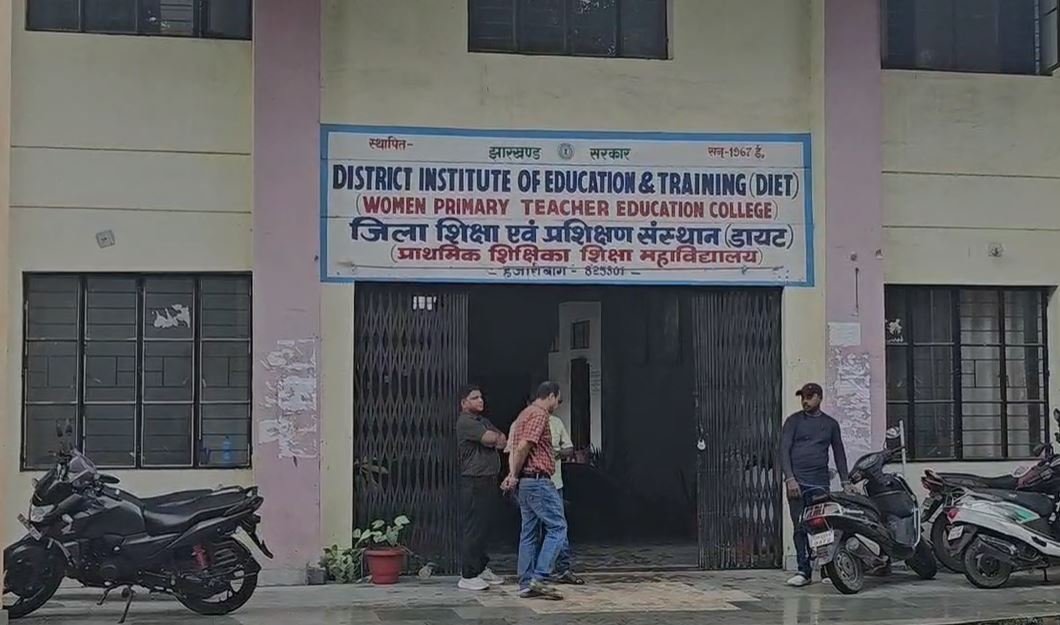 स्थापित- झारखण्ड सरकार सन्-1967 ई.
DISTRICT INSTITUTE OF EDUCATION & TRAINING (DIET)
(WOMEN PRIMARY TEACHER EDUCATION COLLEGE)
जिला शिक्षा एवं प्रशिक्षण संस्थान (डायट)
(प्राथमिक शिक्षिका शिक्षा महाविद्यालय)
- हजारीबाग - 825301 -